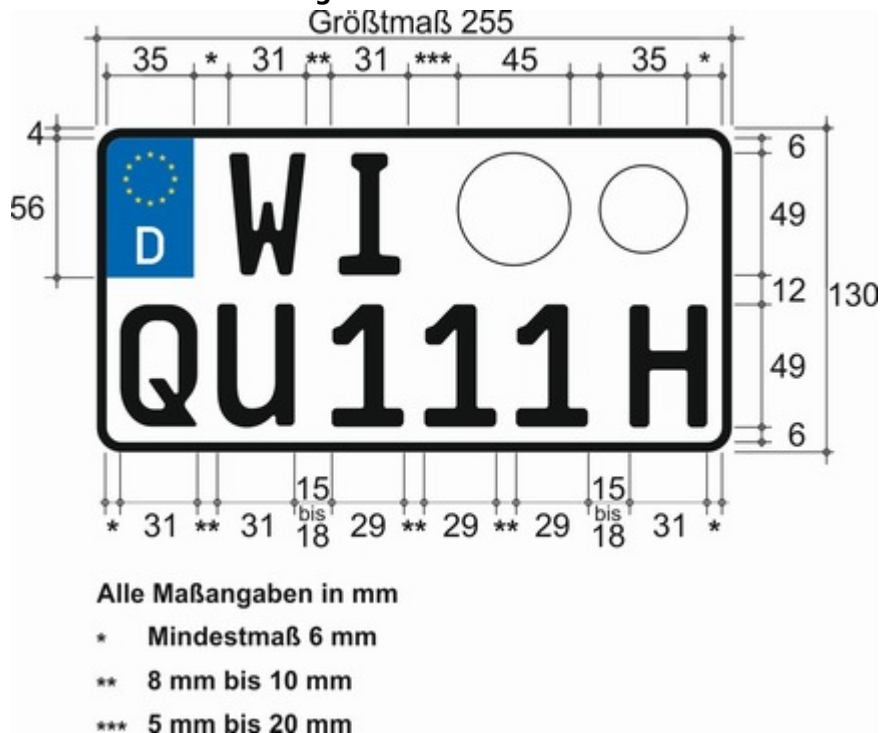 Größtmaß 255
35 * 31 ** 31 *** 45 35 *
4
56
D
WI
6
49
12
130
QU111H
49
6
* 31 ** 31 15 bis 18 29 ** 29 ** 29 15 bis 18 31 *
Alle Maßangaben in mm
* Mindestmaß 6 mm
** 8 mm bis 10 mm
*** 5 mm bis 20 mm